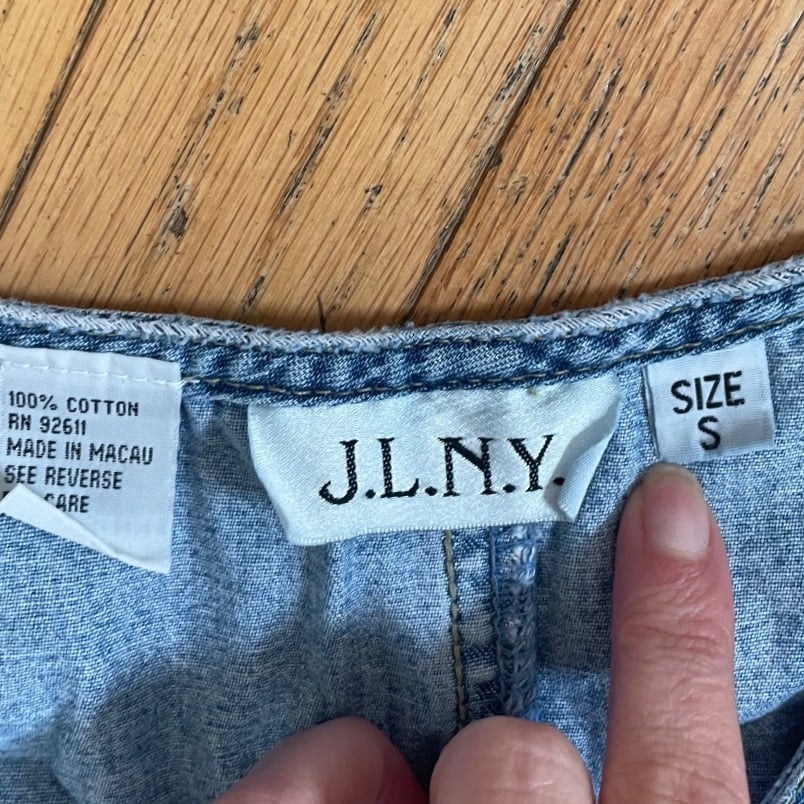 100% COTTON
RN 92611
MADE IN MACAU
SEE REVERSE
CARE
J.L.N.Y.
SIZE
S